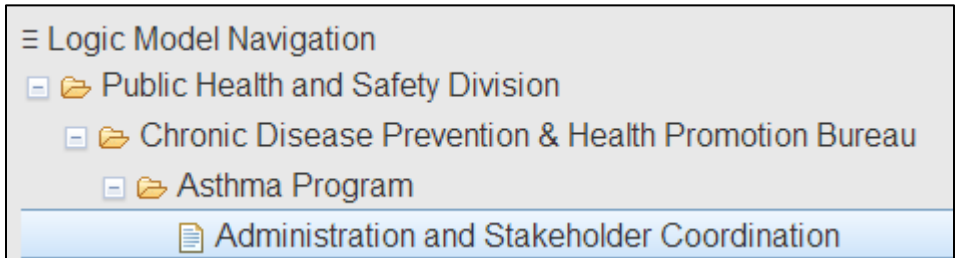 Logic Model Navigation
Public Health and Safety Division
Chronic Disease Prevention & Health Promotion Bureau
Asthma Program
Administration and Stakeholder Coordination